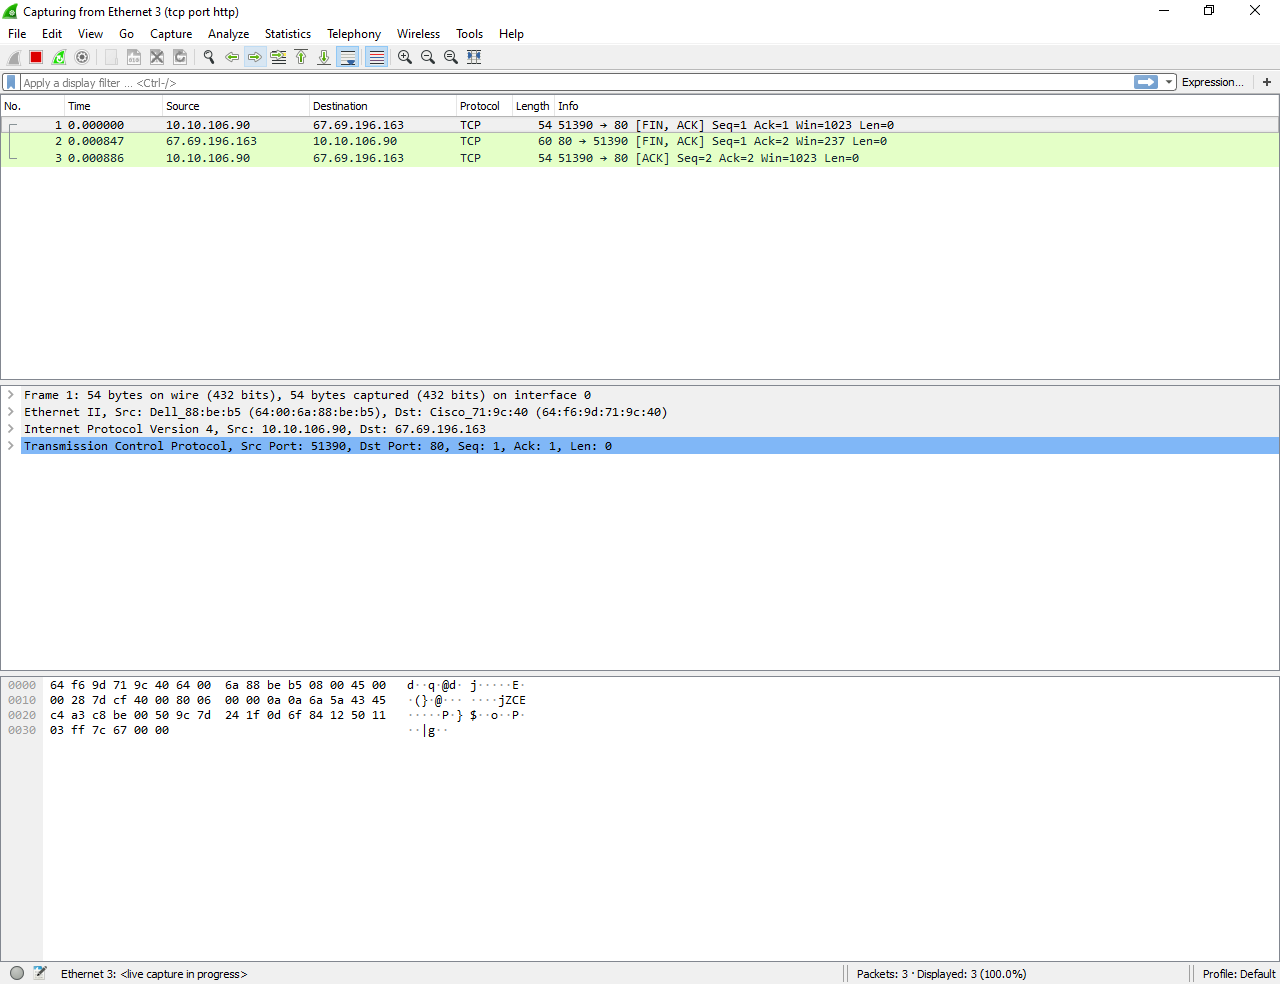 Capturing from Ethernet 3 (tcp port http)
File Edit View Go Capture Analyze Statistics Telephony Wireless Tools Help
Apply a display filter ... <Ctrl-/> Expression... +
No. Time Source Destination Protocol Length Info
1 0.000000 10.10.106.90 67.69.196.163 TCP 54 51390 → 80 [FIN, ACK] Seq=1 Ack=1 Win=1023 Len=0
2 0.000847 67.69.196.163 10.10.106.90 TCP 60 80 → 51390 [FIN, ACK] Seq=1 Ack=2 Win=237 Len=0
3 0.000886 10.10.106.90 67.69.196.163 TCP 54 51390 → 80 [ACK] Seq=2 Ack=2 Win=1023 Len=0
Frame 1: 54 bytes on wire (432 bits), 54 bytes captured (432 bits) on interface 0
Ethernet II, Src: Dell_88:be:b5 (64:00:6a:88:be:b5), Dst: Cisco_71:9c:40 (64:f6:9d:71:9c:40)
Internet Protocol Version 4, Src: 10.10.106.90, Dst: 67.69.196.163
Transmission Control Protocol, Src Port: 51390, Dst Port: 80, Seq: 1, Ack: 1, Len: 0
0000 64 f6 9d 71 9c 40 64 00 6a 88 be b5 08 00 45 00 d··q·@d· j·····E·
0010 00 28 7d cf 40 00 80 06 00 00 0a 0a 6a 5a 43 45 ·(}·@··· ····jZCE
0020 c4 a3 c8 be 00 50 9c 7d 24 1f 0d 6f 84 12 50 11 ·····P·} $··o··P·
0030 03 ff 7c 67 00 00 ··|g··
Ethernet 3: <live capture in progress> Packets: 3 · Displayed: 3 (100.0%) Profile: Default